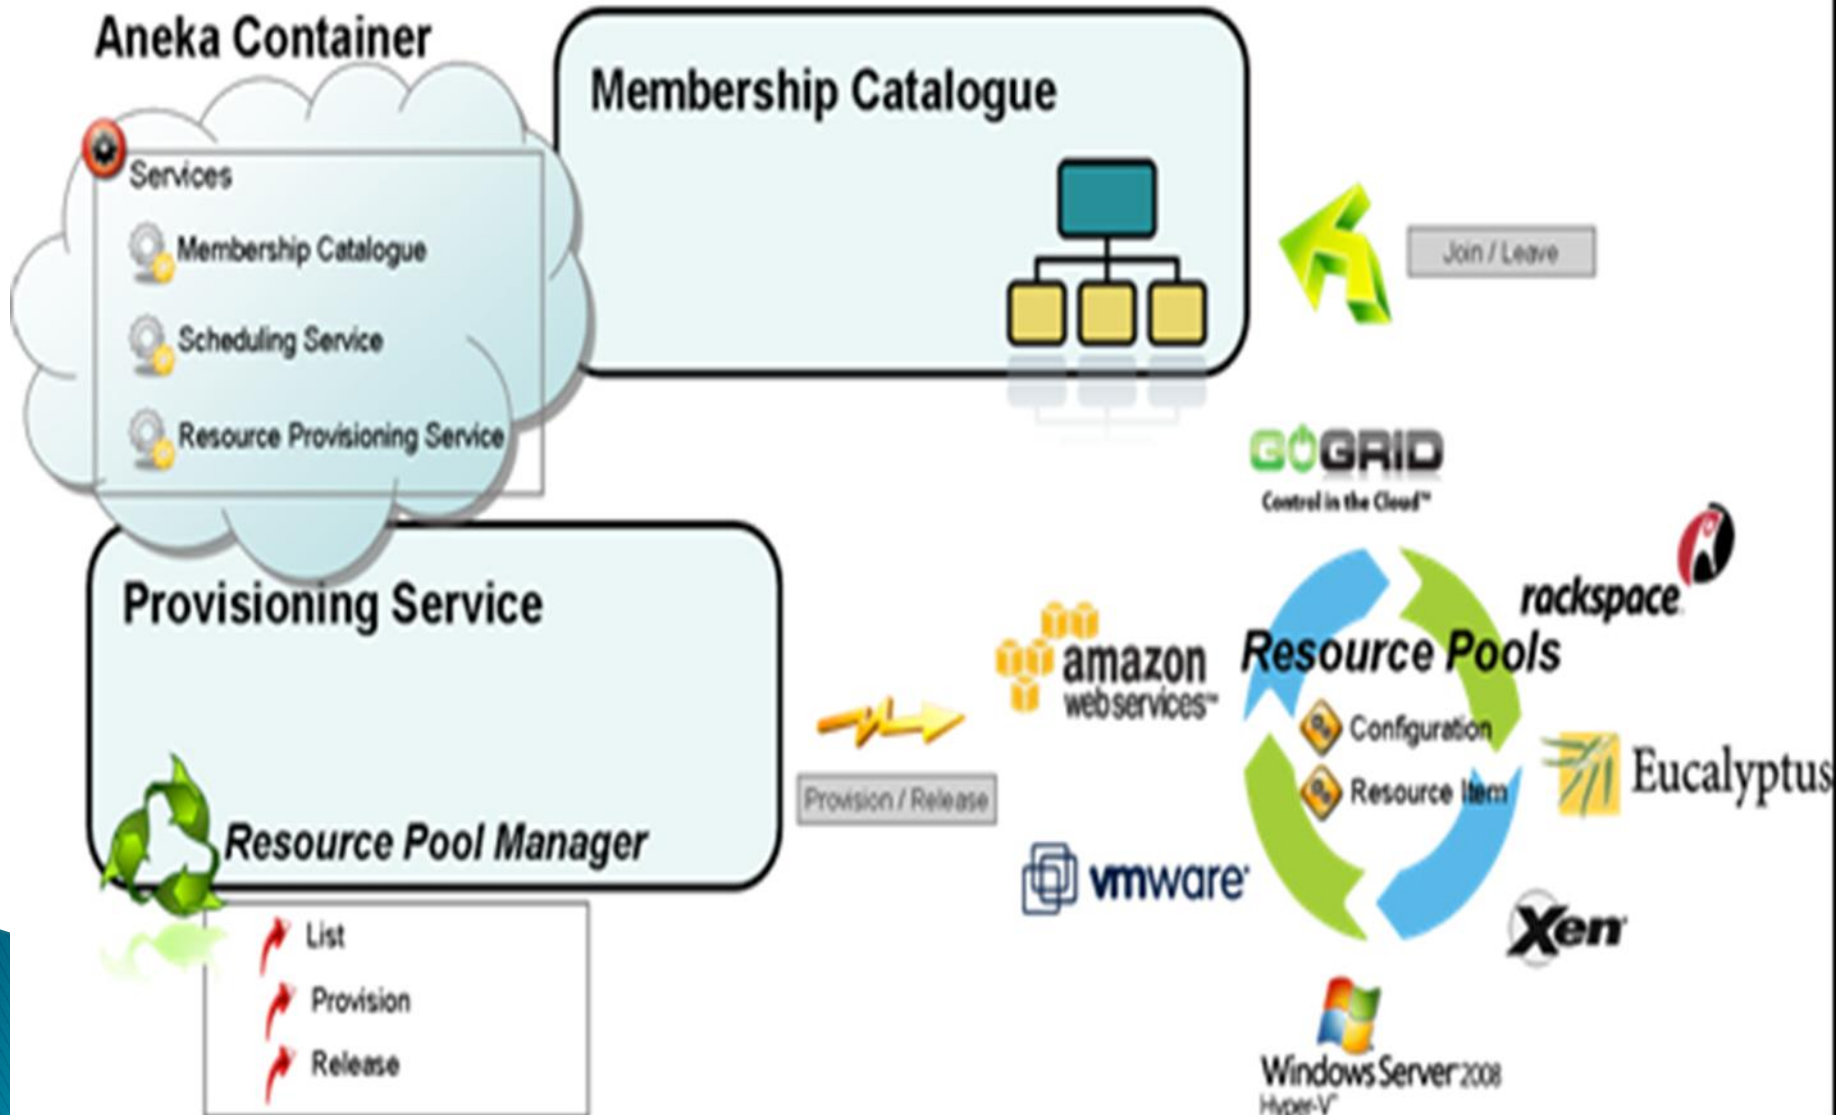 Aneka Container
Membership Catalogue
Services
Membership Catalogue
Scheduling Service
Resource Provisioning Service
Join / Leave
GOGRID
Control in the Cloud™
Provisioning Service
rackspace
amazon
webservices™
Resource Pools
Configuration
Resource Item
Eucalyptus
Provision / Release
Resource Pool Manager
vmware
Xen
List
Provision
Release
Windows Server 2008
Hyper-V